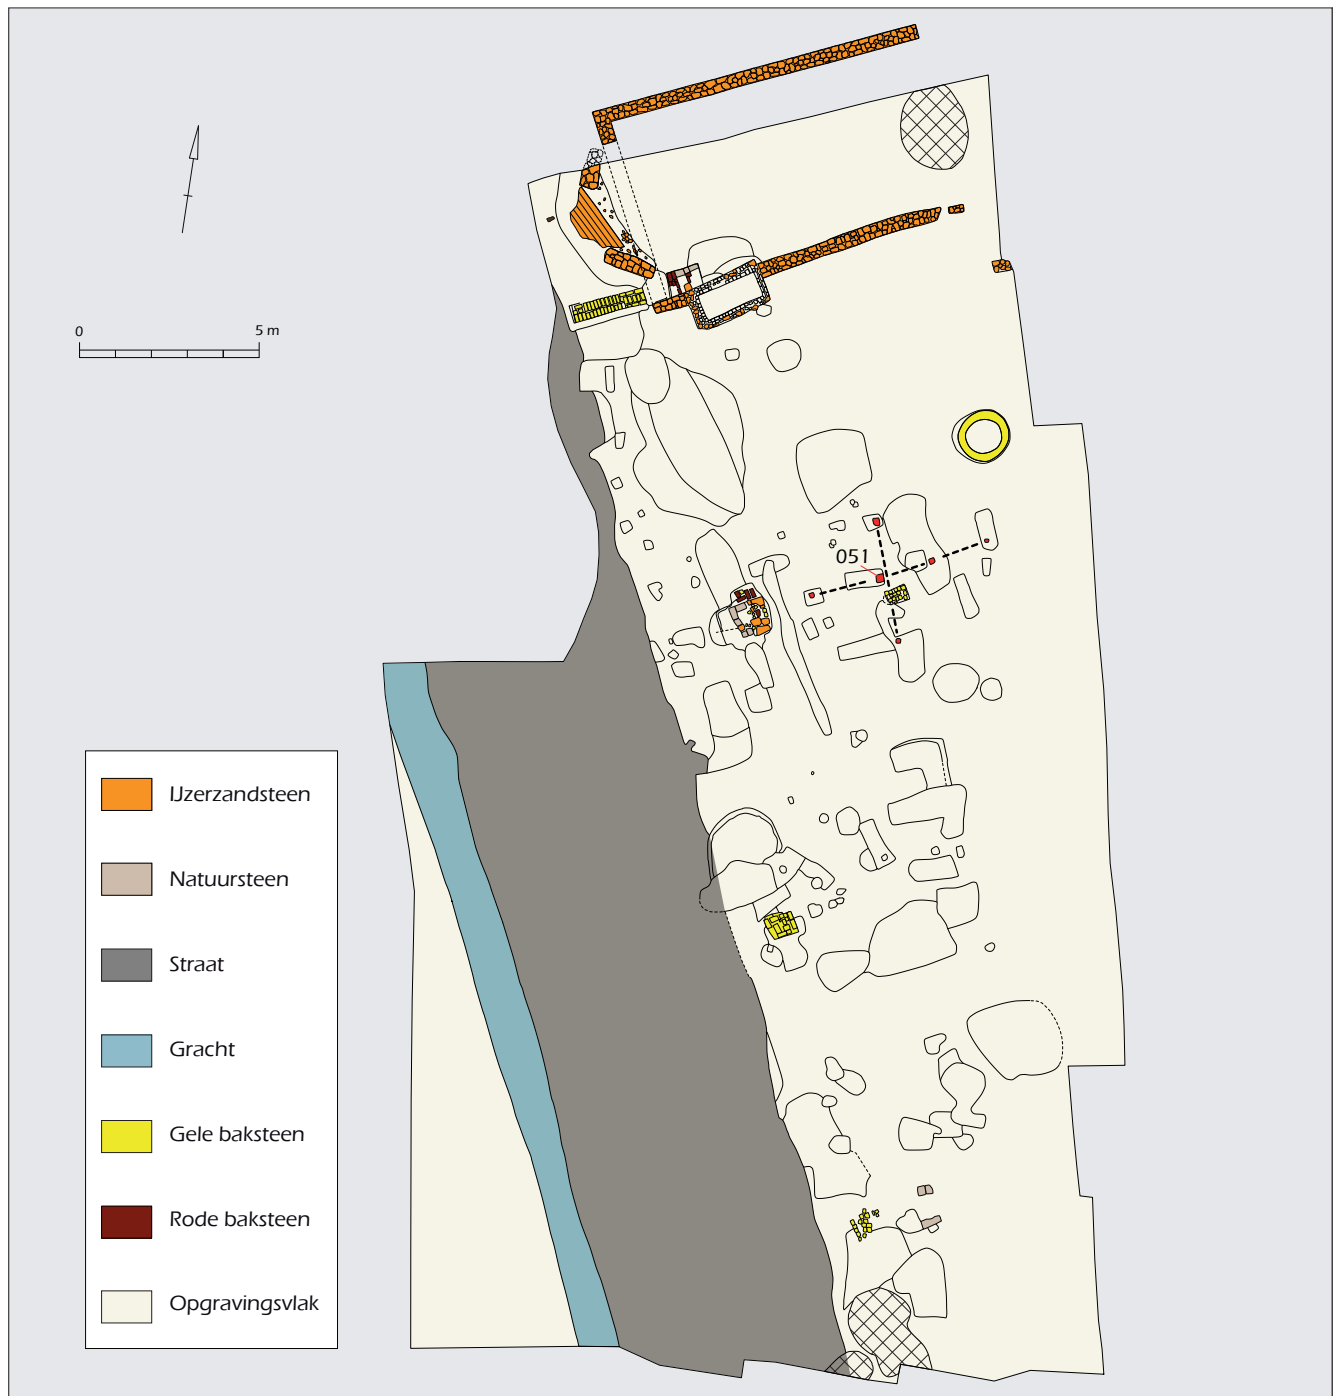 0 5 m
051
IJzerzandsteen
Natuursteen
Straat
Gracht
Gele baksteen
Rode baksteen
Opgravingsvlak